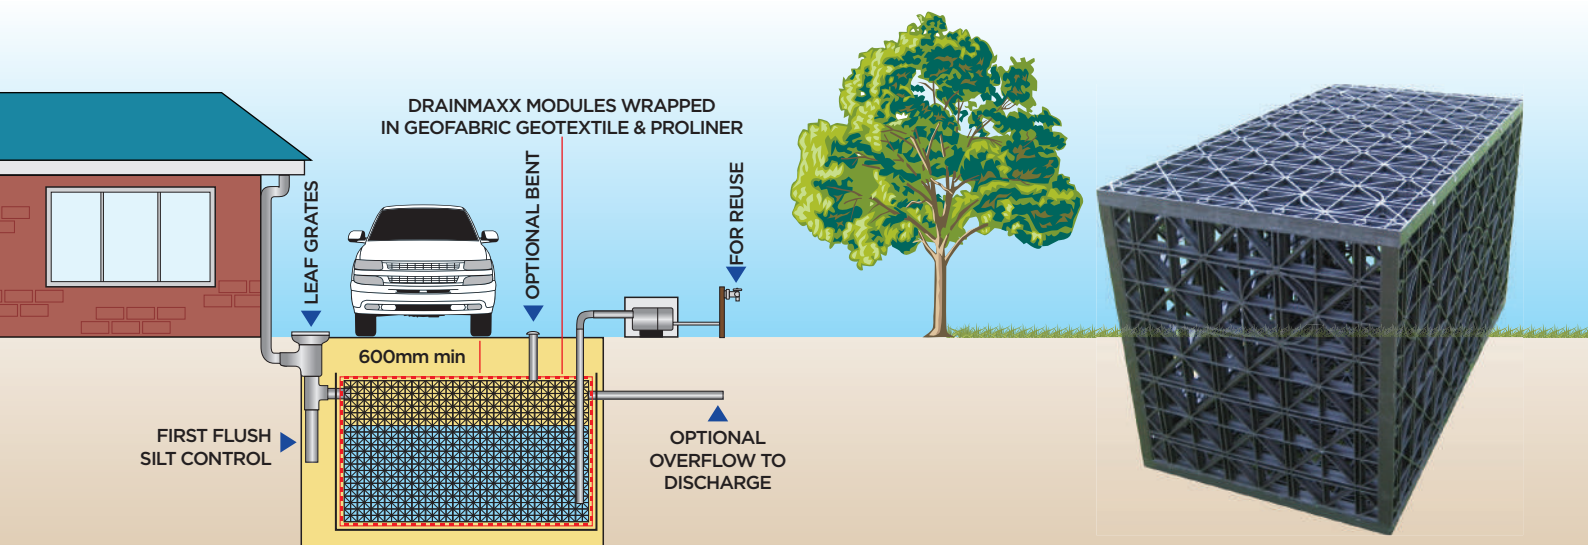 DRAINMAXX MODULES WRAPPED
IN GEOFABRIC GEOTEXTILE & PROLINER
LEAF GRATES
OPTIONAL BENT
FOR REUSE
600mm min
FIRST FLUSH
SILT CONTROL
OPTIONAL
OVERFLOW TO
DISCHARGE